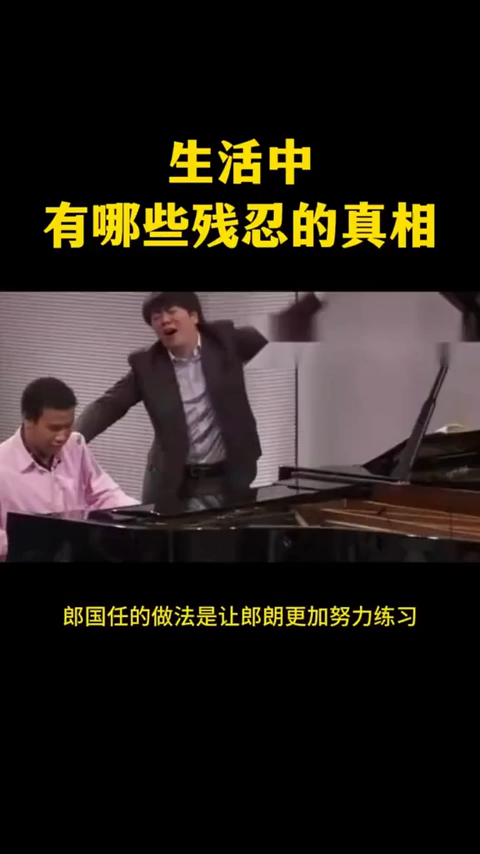 生活中
有哪些残忍的真相
郎国任的做法是让郎朗更加努力练习